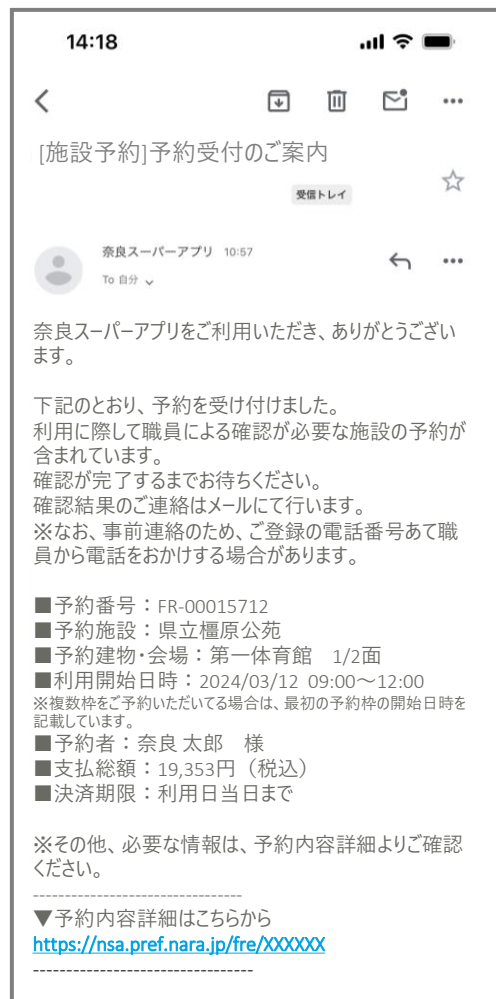 14:18
[施設予約]予約受付のご案内
受信トレイ
奈良スーパーアプリ 10:57
To 自分
奈良スーパーアプリをご利用いただき、ありがとうござい
ます。
下記のとおり、予約を受け付けました。
利用に際して職員による確認が必要な施設の予約が
含まれています。
確認が完了するまでお待ちください。
確認結果のご連絡はメールにて行います。
※なお、事前連絡のため、ご登録の電話番号あて職
員から電話をおかけする場合があります。
■予約番号：FR-00015712
■予約施設：県立橿原公苑
■予約建物・会場：第一体育館　1/2面
■利用開始日時：2024/03/12 09:00～12:00
※複数枠をご予約いただいてる場合は、最初の予約枠の開始日時を
記載しています。
■予約者：奈良 太郎　様
■支払総額：19,353円（税込）
■決済期限：利用日当日まで
※その他、必要な情報は、予約内容詳細よりご確認
ください。
--------------------------------
▼予約内容詳細はこちらから
https://nsa.pref.nara.jp/fre/XXXXXX
--------------------------------